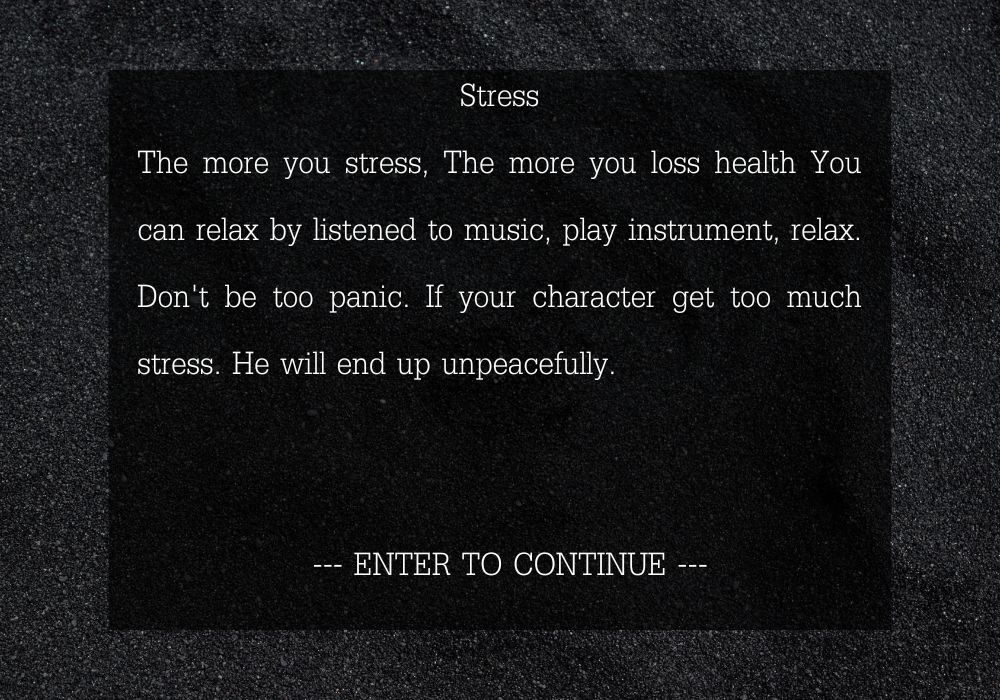 Stress
The more you stress, The more you loss health You
can relax by listened to music, play instrument, relax.
Don't be too panic. If your character get too much
stress. He will end up unpeacefully.
--- ENTER TO CONTINUE ---